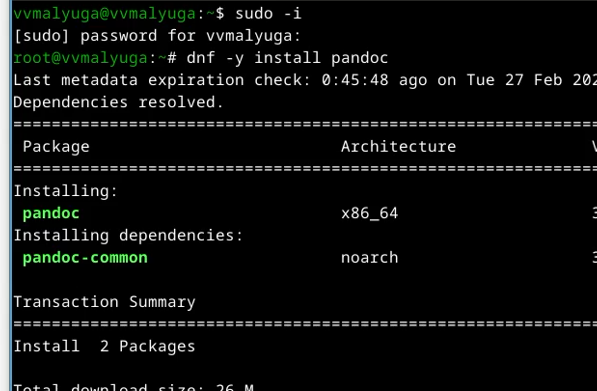 vvmalyuga@vvmalyuga:~$ sudo -i
[sudo] password for vvmalyuga:
root@vvmalyuga:~# dnf -y install pandoc
Last metadata expiration check: 0:45:48 ago on Tue 27 Feb 202
Dependencies resolved.
================================================================
Package Architecture V
================================================================
Installing:
pandoc x86_64 3
Installing dependencies:
pandoc-common noarch 3
Transaction Summary
================================================================
Install  2 Packages
Total download size: 26 M